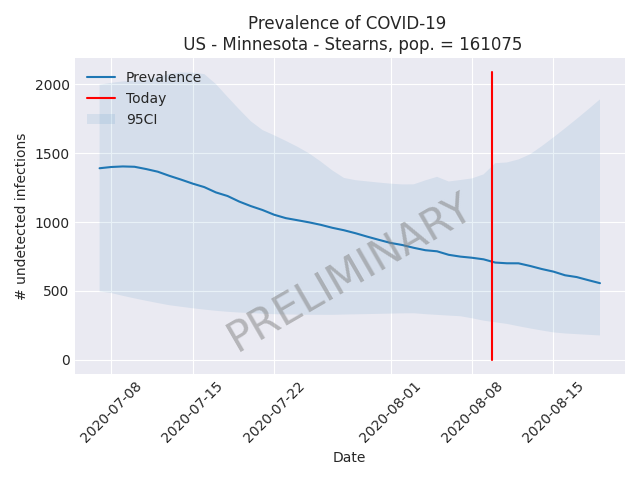 Prevalence of COVID-19
US - Minnesota - Stearns, pop. = 161075
# undetected infections
2000
1500
1000
500
0
Prevalence
Today
95CI
PRELIMINARY
2020-07-08
2020-07-15
2020-07-22
2020-08-01
2020-08-08
2020-08-15
Date